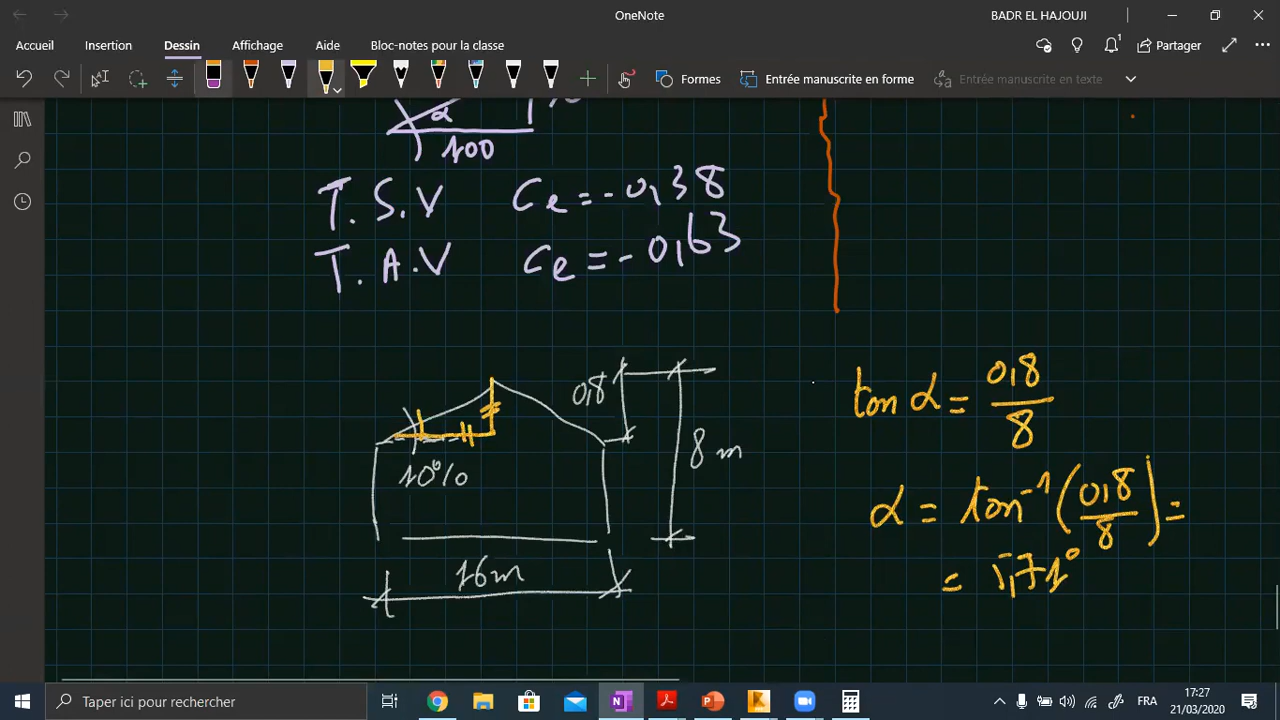 OneNote
BADR EL HAJOUJI
Accueil Insertion Dessin Affichage Aide Bloc-notes pour la classe Partager
Formes Entrée manuscrite en forme Entrée manuscrite en texte
α
100
T.S.V Ce = - 0,38
T.A.V Ce = - 0,63
0,8
8 m
10%
16m
tan α = 0,8/8
α = tan⁻¹ (0,8/8) =
= 5,71°
Taper ici pour rechercher
FRA
17:27
21/03/2020